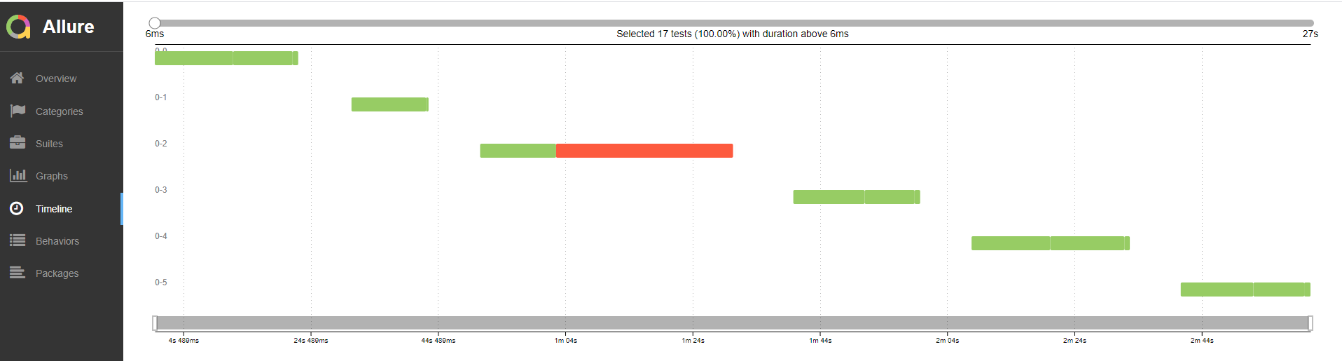 Allure
Overview
Categories
Suites
Graphs
Timeline
Behaviors
Packages
6ms
Selected 17 tests (100.00%) with duration above 6ms
27s
0-0
0-1
0-2
0-3
0-4
0-5
4s 489ms
24s 489ms
44s 489ms
1m 04s
1m 24s
1m 44s
2m 04s
2m 24s
2m 44s